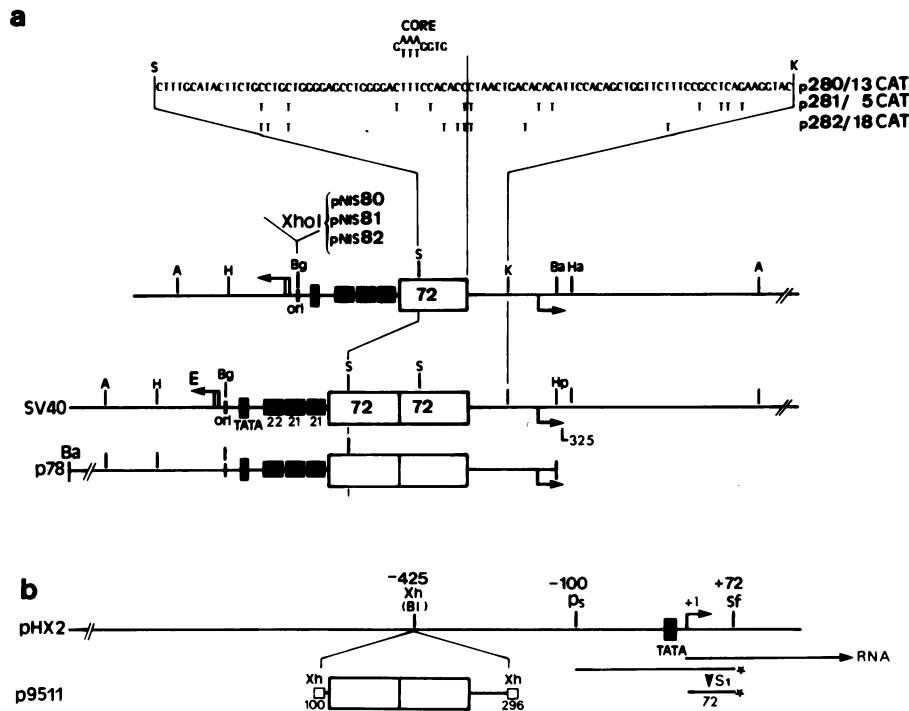 a
CORE
AAA
G GGTG
TTT
S K
CTTTGCATACTTCTGCCTGCTGGGGAGCCTGGGGACTTTCCACACCCTAACTGACACACATTCCACAGCTGGTTCTTTCCGCCTCAGAAGGTAC p280/13 CAT
T T T T T T T T T T T T p281/ 5 CAT
T T T T T T T T T p282/18 CAT
XhoI
pNIS80
pNIS81
pNIS82
A H Bg S K Ba Ha A
ori 72
A H E Bg S S Hp
SV40 ori TATA 22 21 21 72 72 L325
p78 Ba
b
-425 -100 +72
Xh (BI) Ps +1 Sf
pHX2 TATA
RNA
Xh Xh * S1
p9511 100 296 72 *